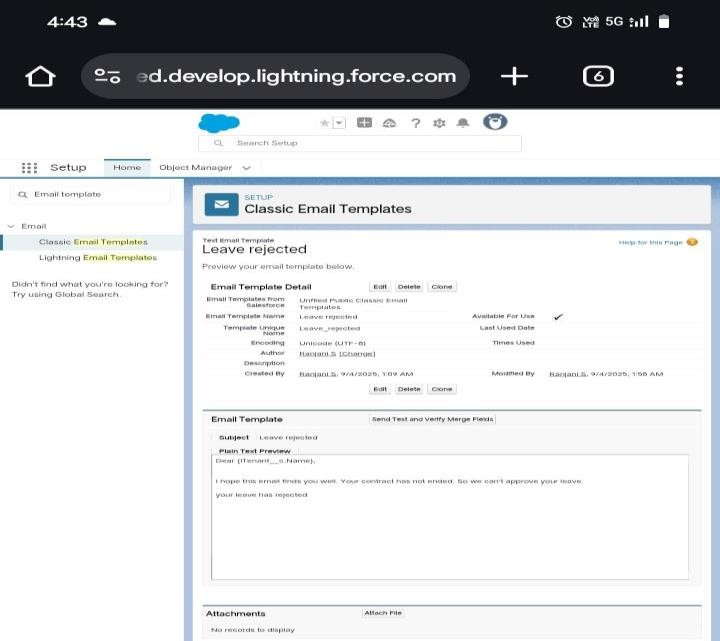 4:43
VoD LTE 5G
ed.develop.lightning.force.com
6
Search Setup
Setup Home Object Manager
Email template
SETUP
Classic Email Templates
Email
Classic Email Templates
Lightning Email Templates
Didn't find what you're looking for?
Try using Global Search.
Text Email Template
Leave rejected
Help for this Page ?
Preview your email template below.
Email Template Detail Edit Delete Clone
Email Templates from Salesforce Unfiled Public Classic Email Templates
Email Template Name Leave rejected Available For Use
Template Unique Name Leave_rejected Last Used Date
Encoding Unicode (UTF-8) Times Used
Author Ranjani S [Change]
Description
Created By Ranjani S, 9/4/2025, 1:09 AM Modified By Ranjani S, 9/4/2025, 1:56 AM
Edit Delete Clone
Email Template Send Test and Verify Merge Fields
Subject Leave rejected
Plain Text Preview
Dear {!Tenant__c.Name},
I hope this email finds you well. Your contract has not ended. So we can't approve your leave.
your leave has rejected
Attachments Attach File
No records to display